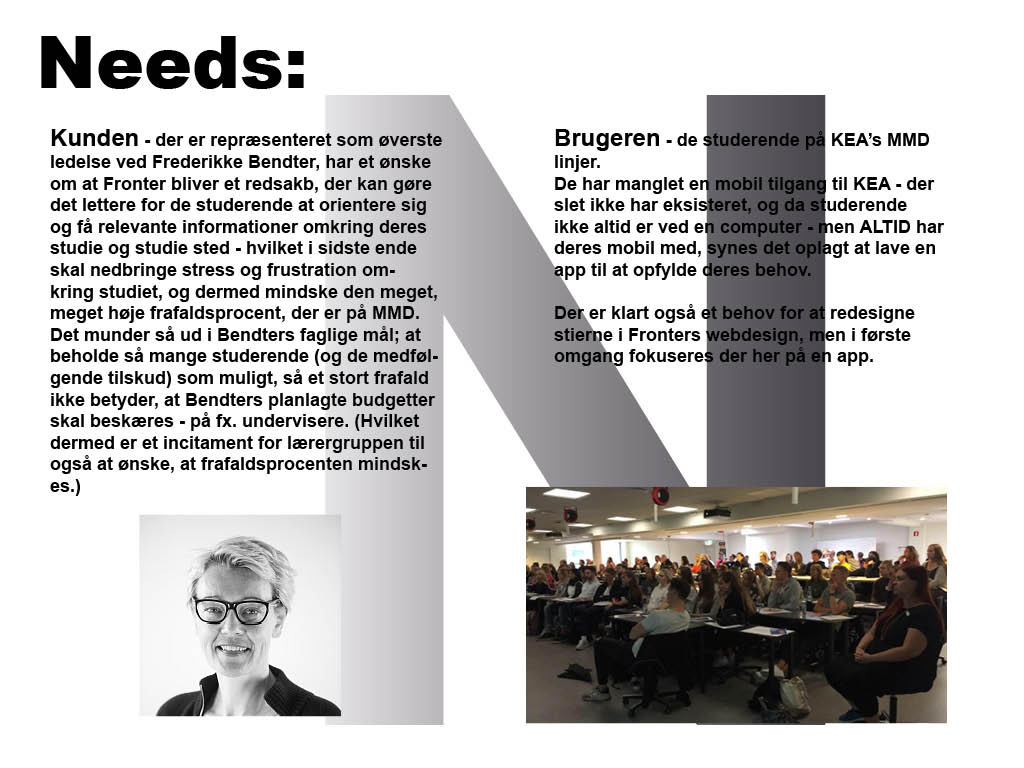 Needs:
Kunden - der er repræsenteret som øverste
ledelse ved Frederikke Bendter, har et ønske
om at Fronter bliver et redsakb, der kan gøre
det lettere for de studerende at orientere sig
og få relevante informationer omkring deres
studie og studie sted - hvilket i sidste ende
skal nedbringe stress og frustration om-
kring studiet, og dermed mindske den meget,
meget høje frafaldsprocent, der er på MMD.
Det munder så ud i Bendters faglige mål; at
beholde så mange studerende (og de medføl-
gende tilskud) som muligt, så et stort frafald
ikke betyder, at Bendters planlagte budgetter
skal beskæres - på fx. undervisere. (Hvilket
dermed er et incitament for lærergruppen til
også at ønske, at frafaldsprocenten mindsk-
es.)
Brugeren - de studerende på KEA’s MMD
linjer.
De har manglet en mobil tilgang til KEA - der
slet ikke har eksisteret, og da studerende
ikke altid er ved en computer - men ALTID har
deres mobil med, synes det oplagt at lave en
app til at opfylde deres behov.
Der er klart også et behov for at redesigne
stierne i Fronters webdesign, men i første
omgang fokuseres der her på en app.
N